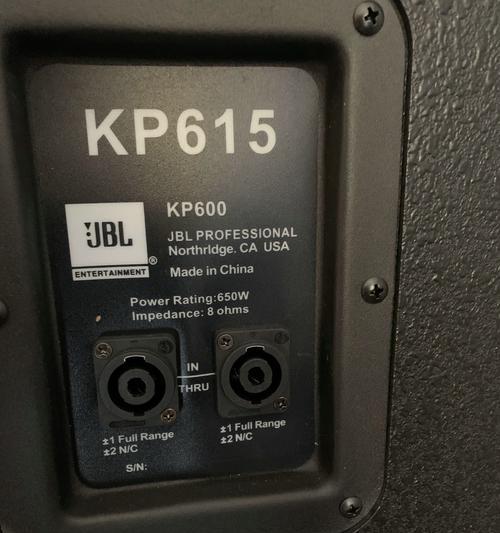 KP615
KP600
JBL
ENTERTAINMENT
®
JBL PROFESSIONAL
Northridge. CA USA
Made in China
Power Rating:650W
Impedance: 8 ohms
IN
THRU
±1 Full Range
±2 N/C
±1 Full Range
±2 N/C
S/N: